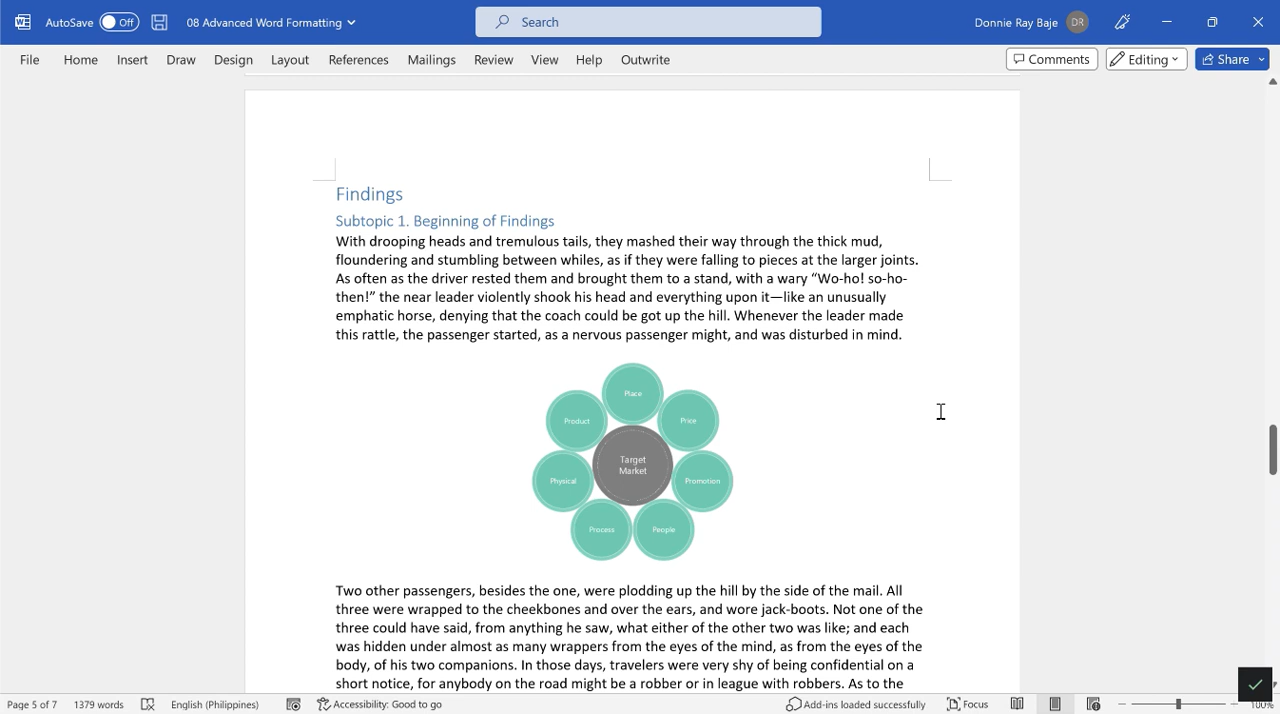 AutoSave Off 08 Advanced Word Formatting Search Donnie Ray Baje DR
File Home Insert Draw Design Layout References Mailings Review View Help Outwrite Comments Editing Share
Findings
Subtopic 1. Beginning of Findings
With drooping heads and tremulous tails, they mashed their way through the thick mud,
floundering and stumbling between whiles, as if they were falling to pieces at the larger joints.
As often as the driver rested them and brought them to a stand, with a wary “Wo-ho! so-ho-
then!” the near leader violently shook his head and everything upon it—like an unusually
emphatic horse, denying that the coach could be got up the hill. Whenever the leader made
this rattle, the passenger started, as a nervous passenger might, and was disturbed in mind.
Place
Product
Price
Target
Market
Physical
Promotion
Process
People
Two other passengers, besides the one, were plodding up the hill by the side of the mail. All
three were wrapped to the cheekbones and over the ears, and wore jack-boots. Not one of the
three could have said, from anything he saw, what either of the other two was like; and each
was hidden under almost as many wrappers from the eyes of the mind, as from the eyes of the
body, of his two companions. In those days, travelers were very shy of being confidential on a
short notice, for anybody on the road might be a robber or in league with robbers. As to the
Page 5 of 7 1379 words English (Philippines) Accessibility: Good to go Add-ins loaded successfully Focus 100%